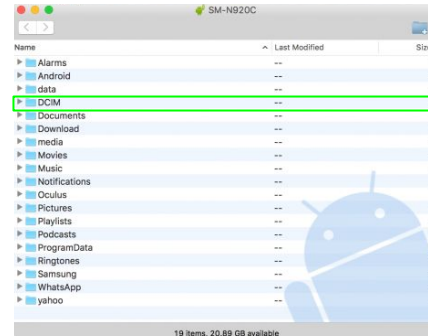 SM-N920C
Name Last Modified Size
Alarms --
Android --
data --
DCIM --
Documents --
Download --
media --
Movies --
Music --
Notifications --
Oculus --
Pictures --
Playlists --
Podcasts --
ProgramData --
Ringtones --
Samsung --
WhatsApp --
yahoo --
19 items, 20.89 GB available